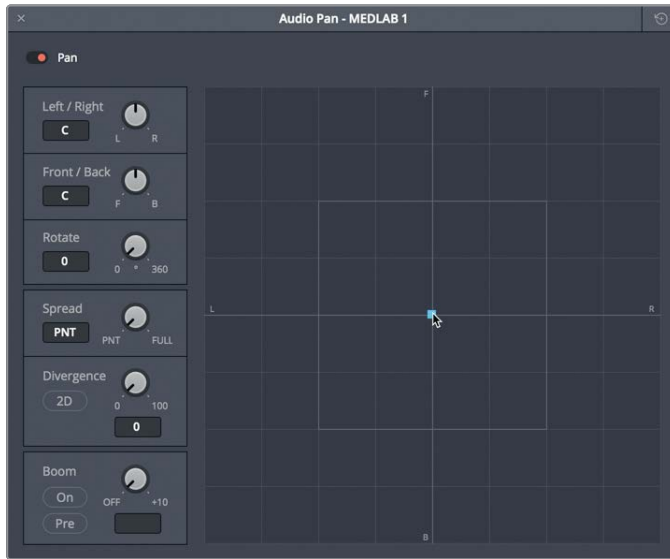 Audio Pan - MEDLAB 1
Pan
Left / Right
C
L R
Front / Back
C
F B
Rotate
0
0 ° 360
Spread
PNT
PNT FULL
Divergence
2D
0 100
0
Boom
On
OFF +10
Pre
F
L R
B